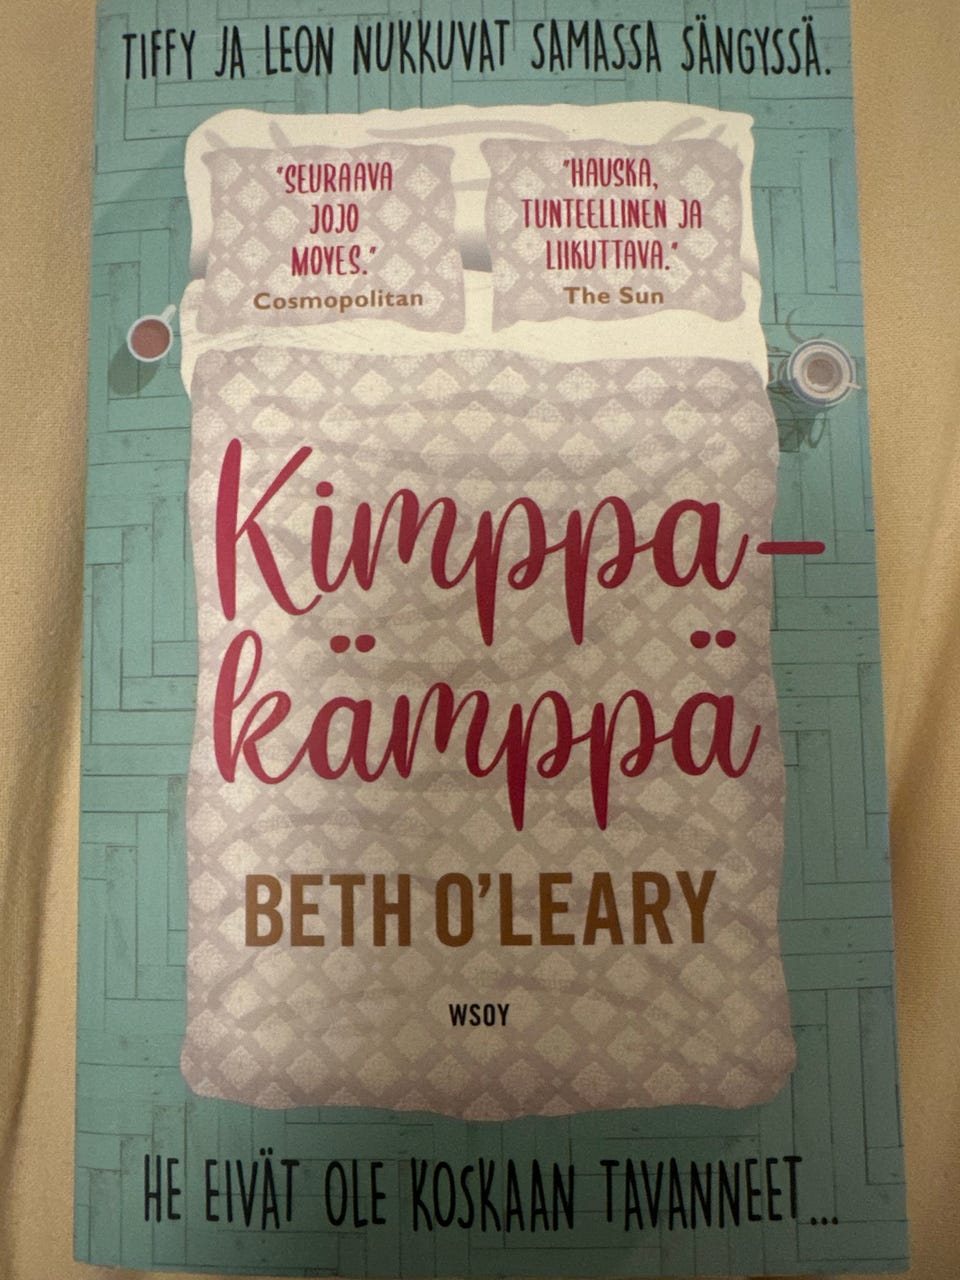 TIFFY JA LEON NUKKUVAT SAMASSA SÄNGYSSÄ.
"SEURAAVA
JOJO
MOYES."
Cosmopolitan
"HAUSKA,
TUNTEELLINEN JA
LIIKUTTAVA."
The Sun
Kimppa-
kämppä
BETH O'LEARY
WSOY
HE EIVÄT OLE KOSKAAN TAVANNEET...